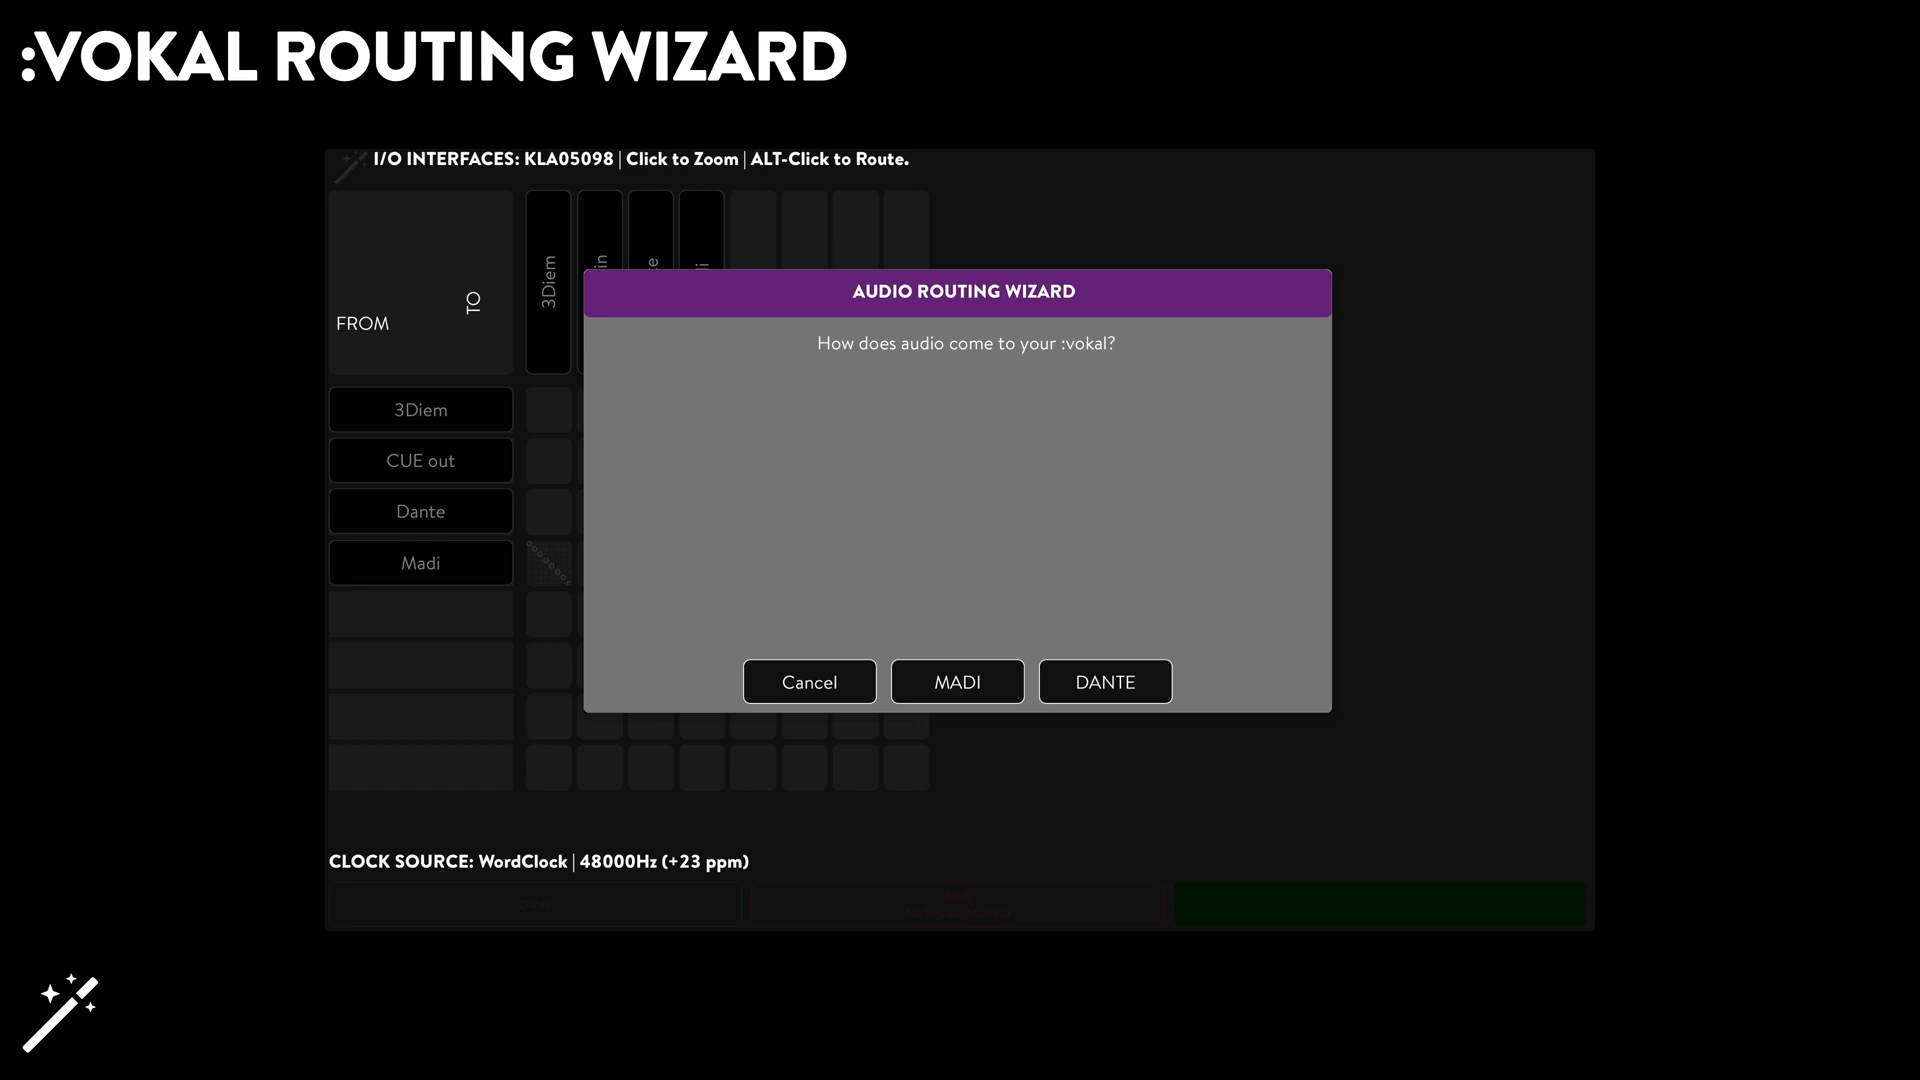 :VOKAL ROUTING WIZARD
I/O INTERFACES: KLA05098 | Click to Zoom | ALT-Click to Route.
FROM
TO
3Diem
in
e
i
AUDIO ROUTING WIZARD
How does audio come to your :vokal?
3Diem
CUE out
Dante
Madi
Cancel
MADI
DANTE
CLOCK SOURCE: WordClock | 48000Hz (+23 ppm)
Dante